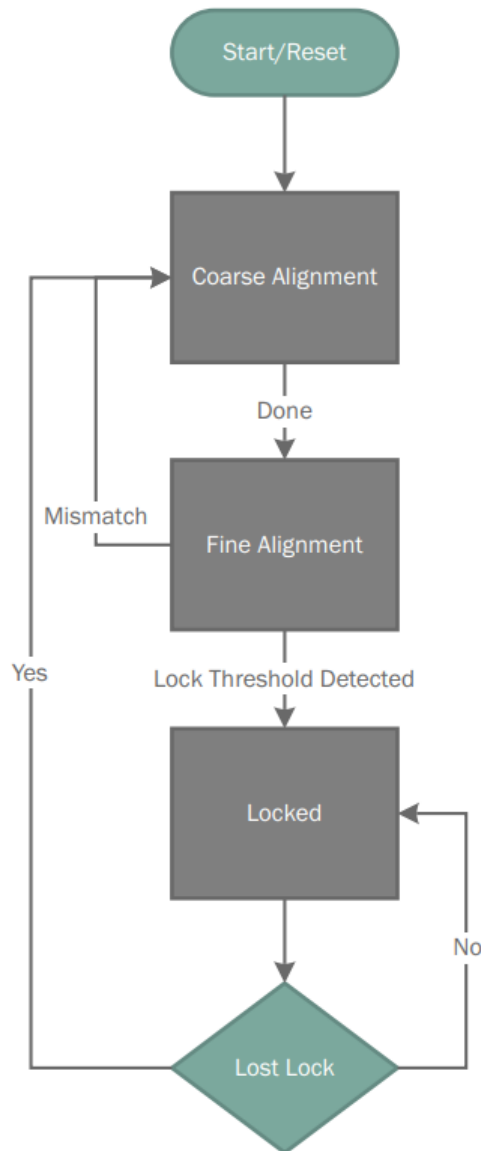 Start/Reset
Coarse Alignment
Done
Mismatch
Fine Alignment
Yes
Lock Threshold Detected
Locked
No
Lost Lock